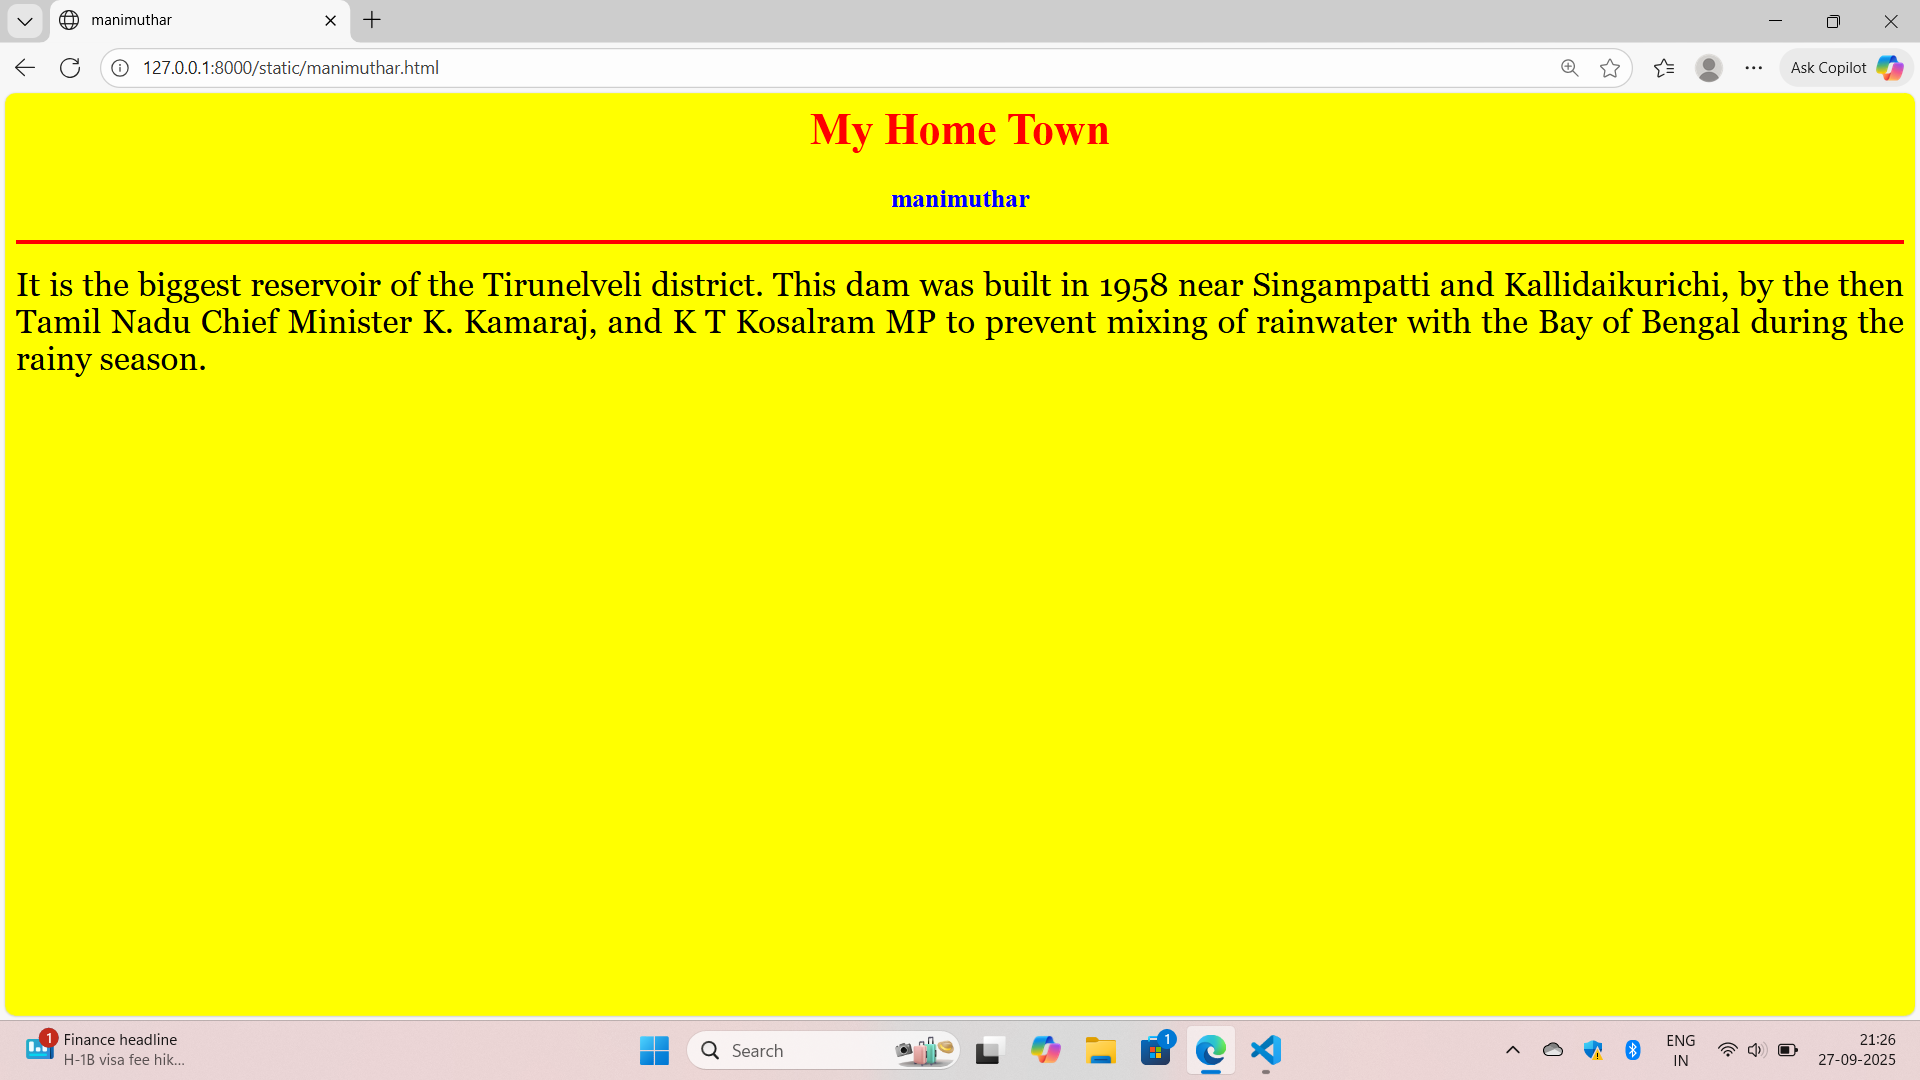 manimuthar
127.0.0.1:8000/static/manimuthar.html
Ask Copilot
My Home Town
manimuthar
It is the biggest reservoir of the Tirunelveli district. This dam was built in 1958 near Singampatti and Kallidaikurichi, by the then
Tamil Nadu Chief Minister K. Kamaraj, and K T Kosalram MP to prevent mixing of rainwater with the Bay of Bengal during the
rainy season.
1
Finance headline
H-1B visa fee hik...
Search
1
ENG
IN
21:26
27-09-2025